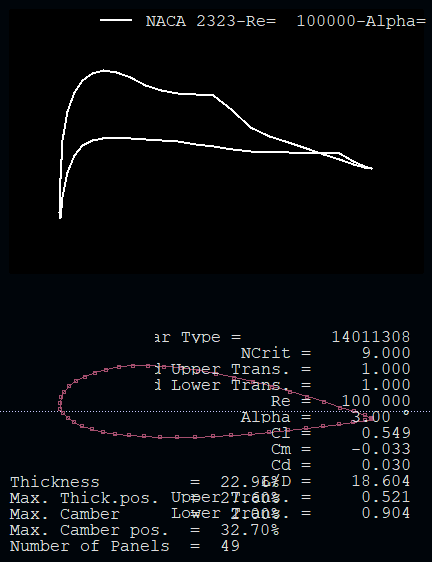 NACA 2323-Re=  100000-Alpha=
ar Type =  14011308
NCrit =  9.000
d Upper Trans. =  1.000
d Lower Trans. =  1.000
Re =  100 000
Alpha =  3.00 °
Cl =  0.549
Cm =  -0.033
Cd =  0.030
L/D =  18.604
Upper Trans. =  0.521
Lower Trans. =  0.904
Thickness =  22.96%
Max. Thick.pos. =  27.60%
Max. Camber =  2.00%
Max. Camber pos. =  32.70%
Number of Panels =  49